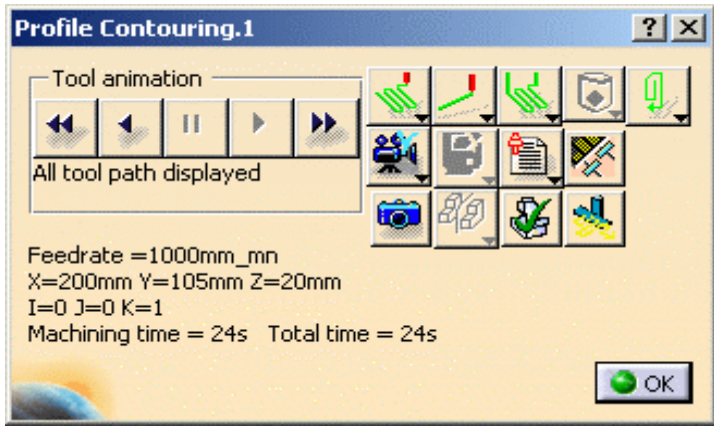 Profile Contouring.1
Tool animation
All tool path displayed
Feedrate =1000mm_mn
X=200mm Y=105mm Z=20mm
I=0 J=0 K=1
Machining time = 24s   Total time = 24s
OK